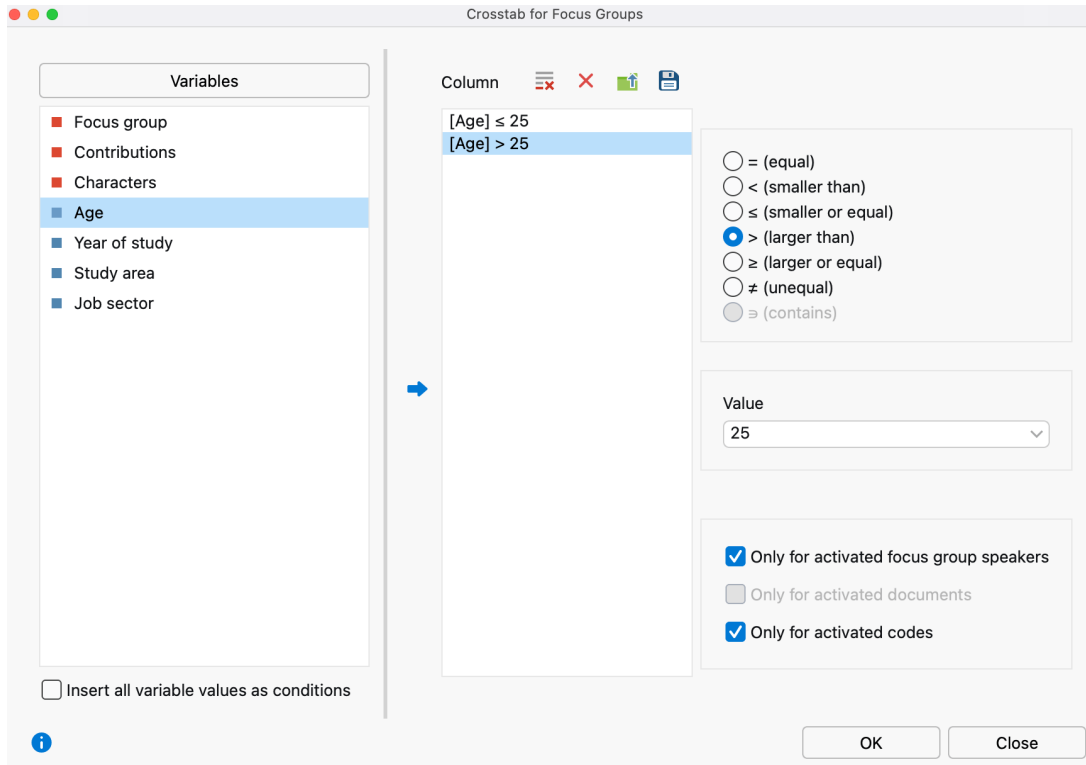 Crosstab for Focus Groups
Variables
Focus group
Contributions
Characters
Age
Year of study
Study area
Job sector
Insert all variable values as conditions
Column
[Age] ≤ 25
[Age] > 25
= (equal)
< (smaller than)
≤ (smaller or equal)
> (larger than)
≥ (larger or equal)
≠ (unequal)
∋ (contains)
Value
25
Only for activated focus group speakers
Only for activated documents
Only for activated codes
OK
Close